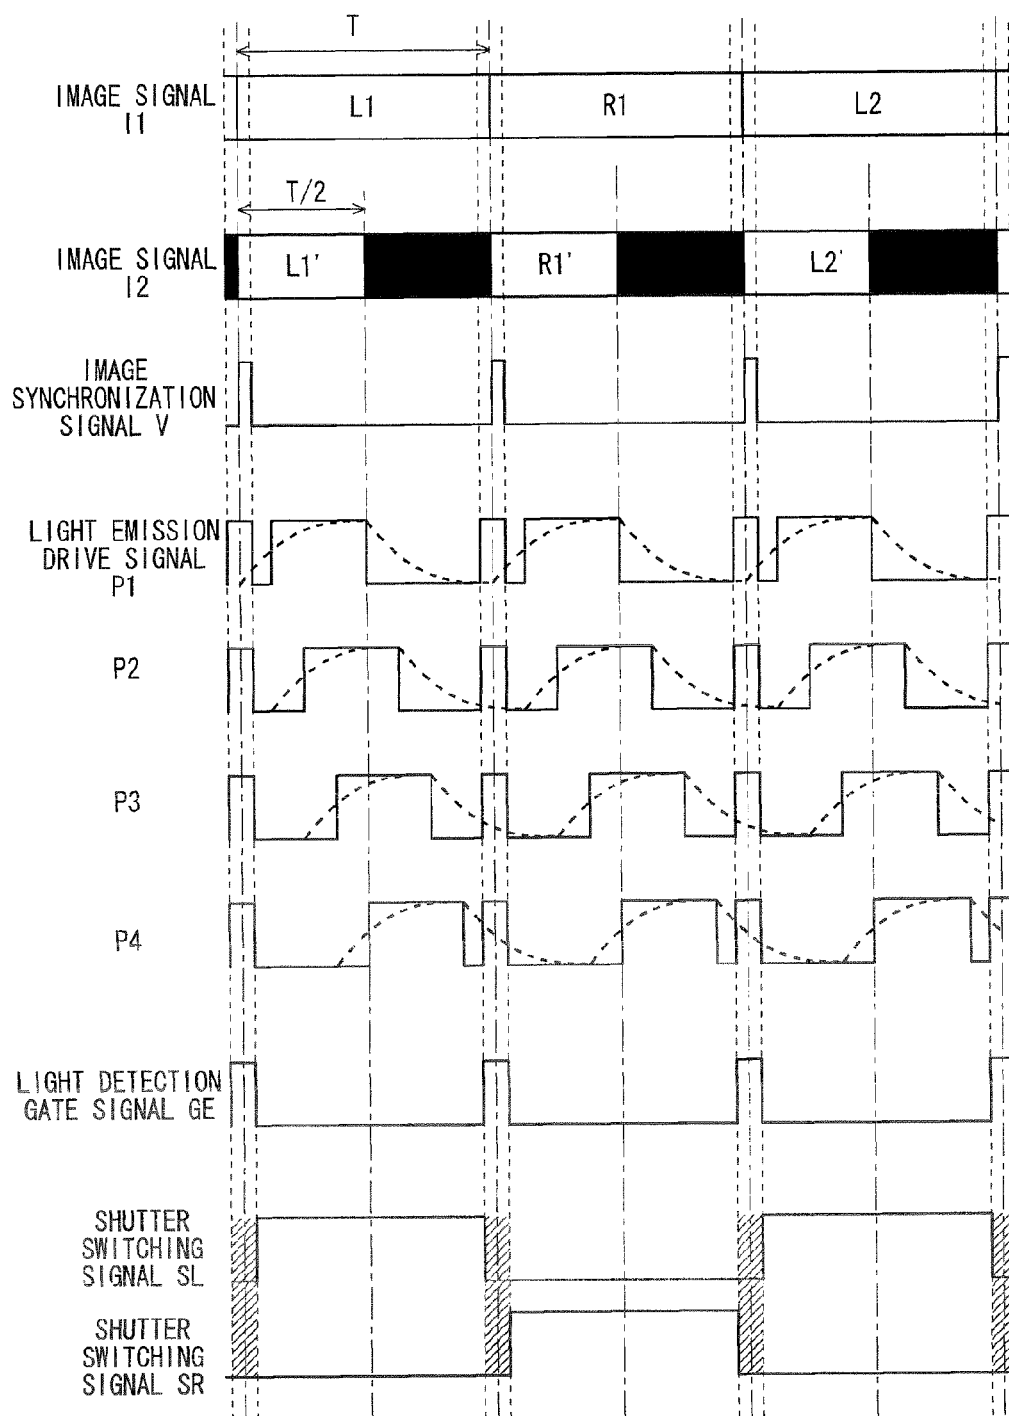 T
IMAGE SIGNAL
I1
L1
R1
L2
T/2
IMAGE SIGNAL
I2
L1'
R1'
L2'
IMAGE
SYNCHRONIZATION
SIGNAL V
LIGHT EMISSION
DRIVE SIGNAL
P1
P2
P3
P4
LIGHT DETECTION
GATE SIGNAL GE
SHUTTER
SWITCHING
SIGNAL SL
SHUTTER
SWITCHING
SIGNAL SR